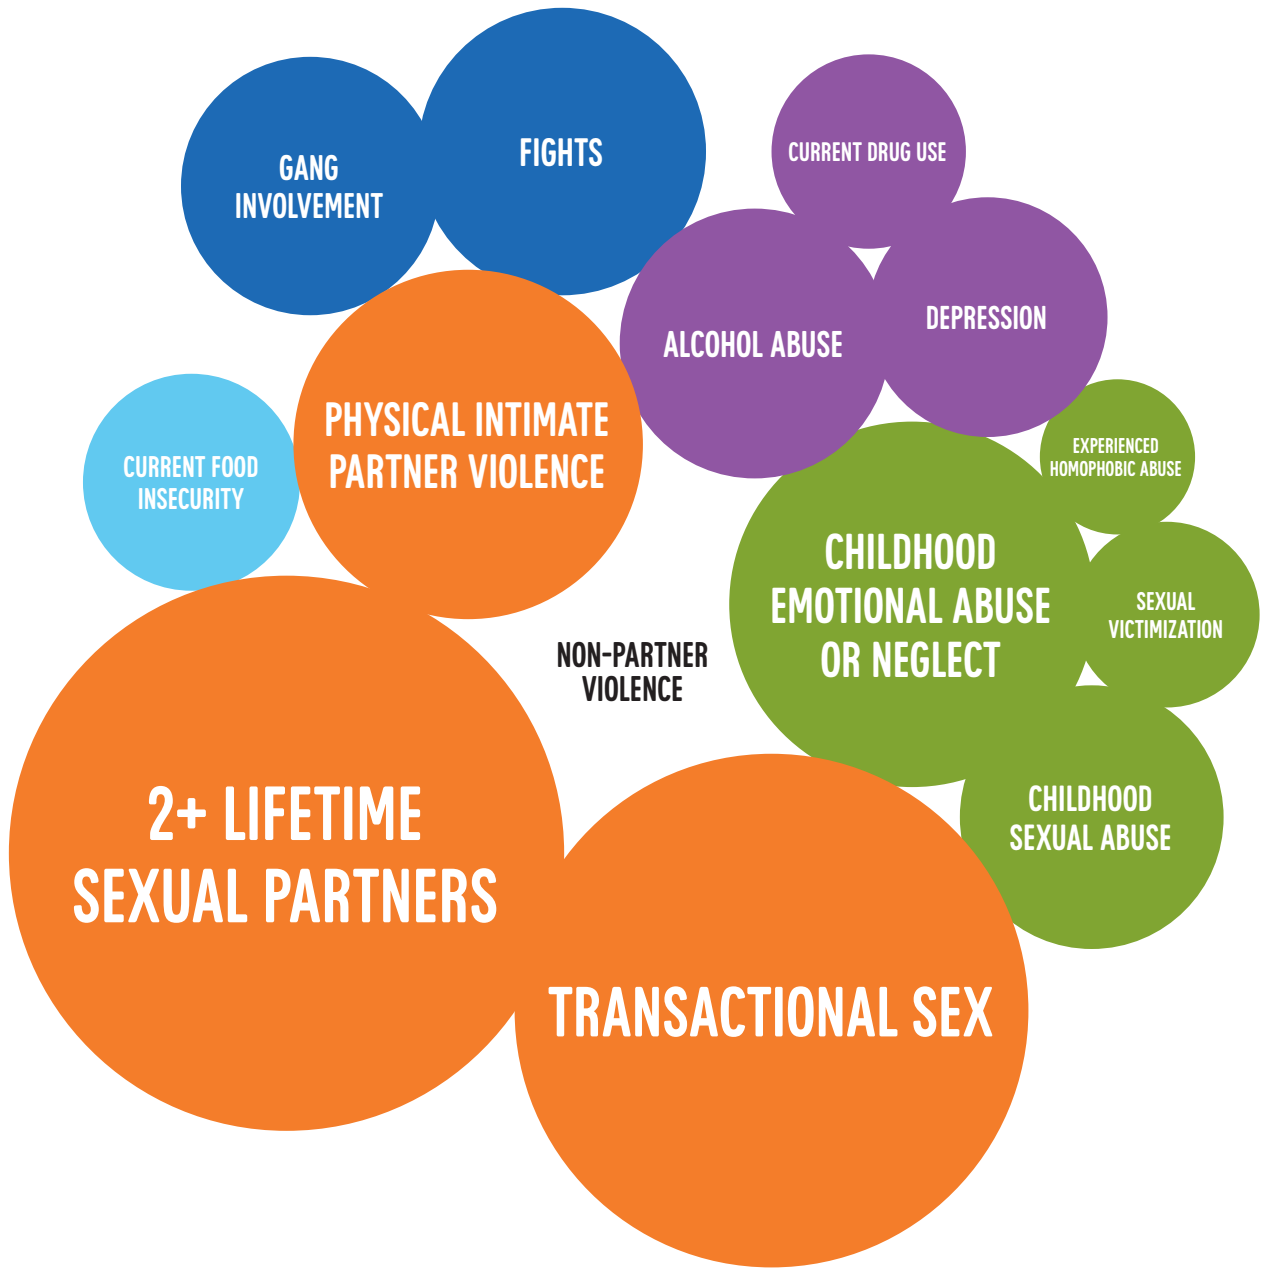 FIGHTS
GANG
INVOLVEMENT
CURRENT DRUG USE
DEPRESSION
ALCOHOL ABUSE
PHYSICAL INTIMATE
PARTNER VIOLENCE
CURRENT FOOD
INSECURITY
EXPERIENCED
HOMOPHOBIC ABUSE
CHILDHOOD
EMOTIONAL ABUSE
OR NEGLECT
SEXUAL
VICTIMIZATION
NON-PARTNER
VIOLENCE
2+ LIFETIME
SEXUAL PARTNERS
CHILDHOOD
SEXUAL ABUSE
TRANSACTIONAL SEX